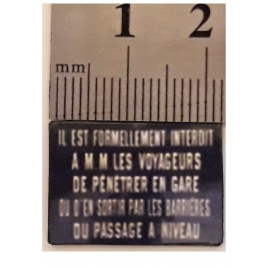 1 2
mm
IL EST FORMELLEMENT INTERDIT
A M M LES VOYAGEURS
DE PENETRER EN GARE
OU D'EN SORTIR PAR LES BARRIERES
DU PASSAGE A NIVEAU